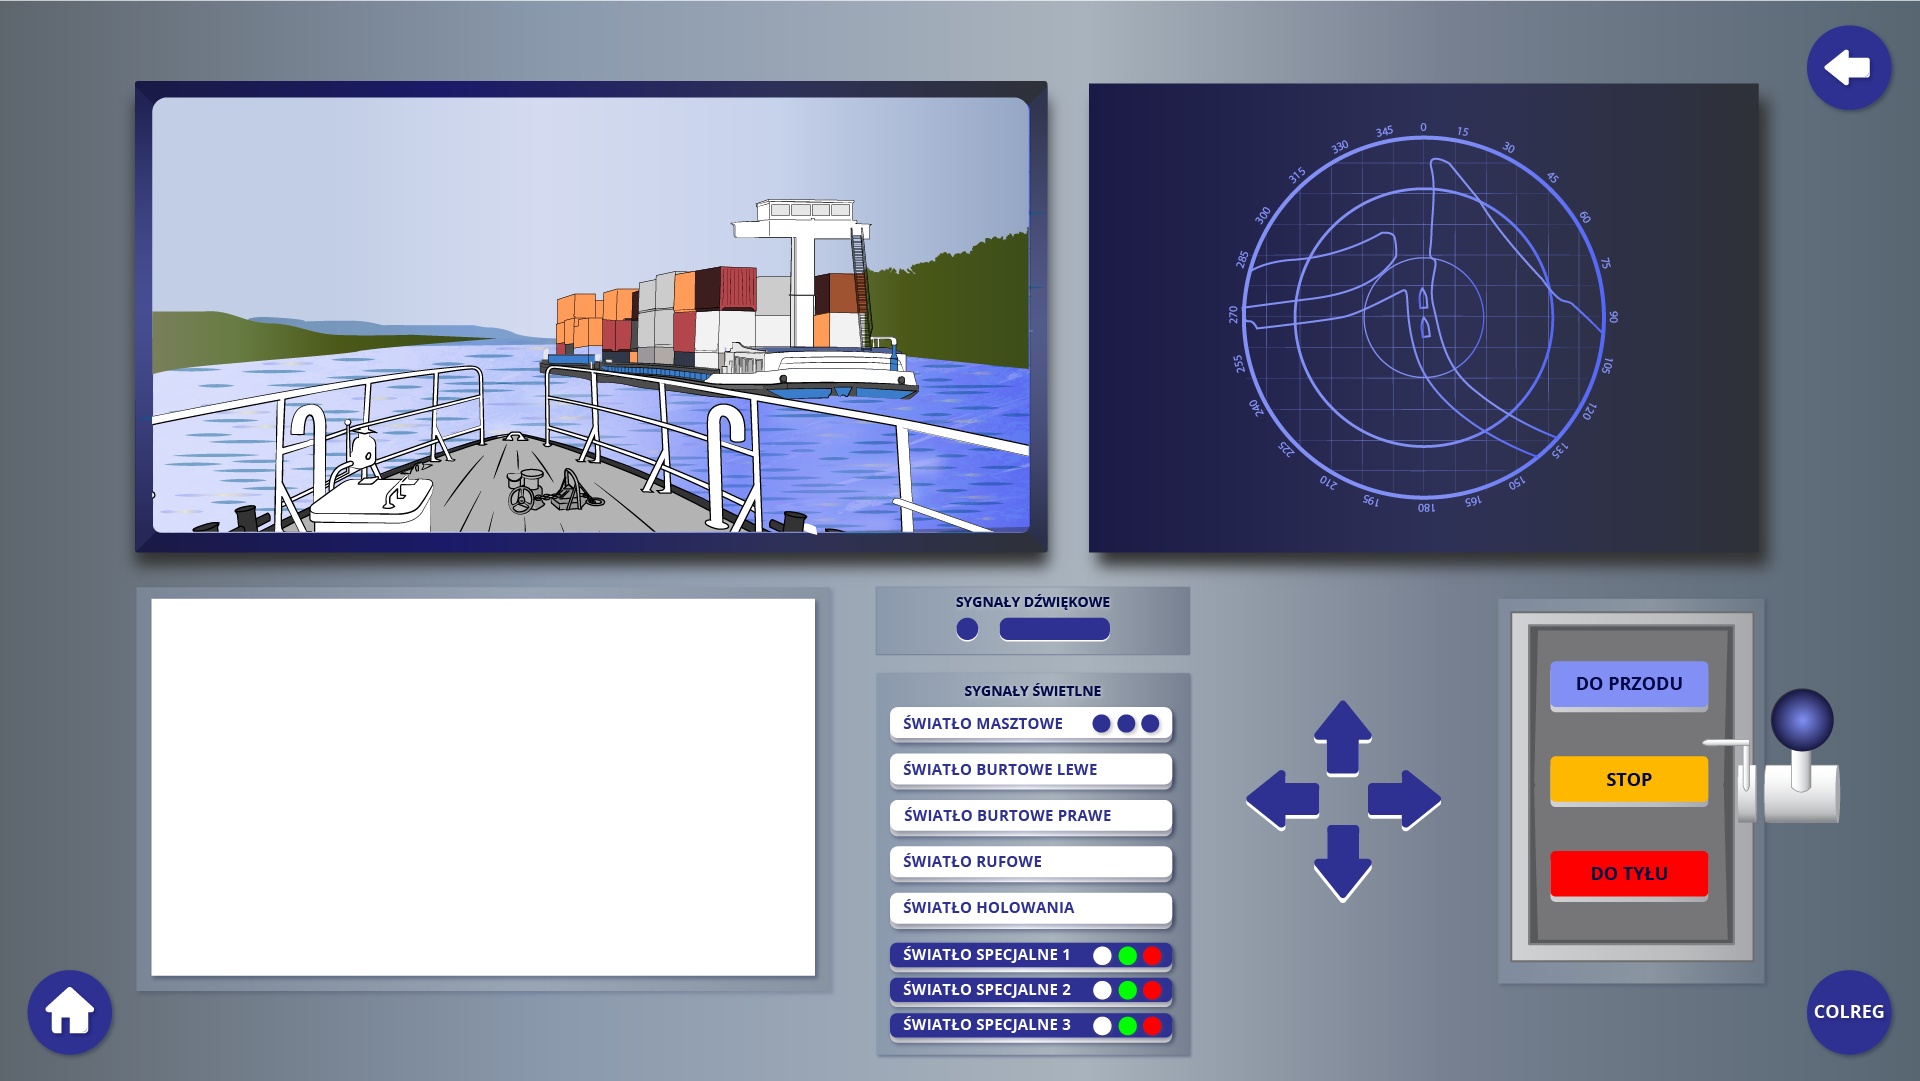 0
15
30
45
60
75
90
105
120
135
150
165
180
195
210
225
240
255
270
285
300
315
330
345
SYGNAŁY DŹWIĘKOWE
SYGNAŁY ŚWIETLNE
ŚWIATŁO MASZTOWE
ŚWIATŁO BURTOWE LEWE
ŚWIATŁO BURTOWE PRAWE
ŚWIATŁO RUFOWE
ŚWIATŁO HOLOWANIA
ŚWIATŁO SPECJALNE 1
ŚWIATŁO SPECJALNE 2
ŚWIATŁO SPECJALNE 3
DO PRZODU
STOP
DO TYŁU
COLREG